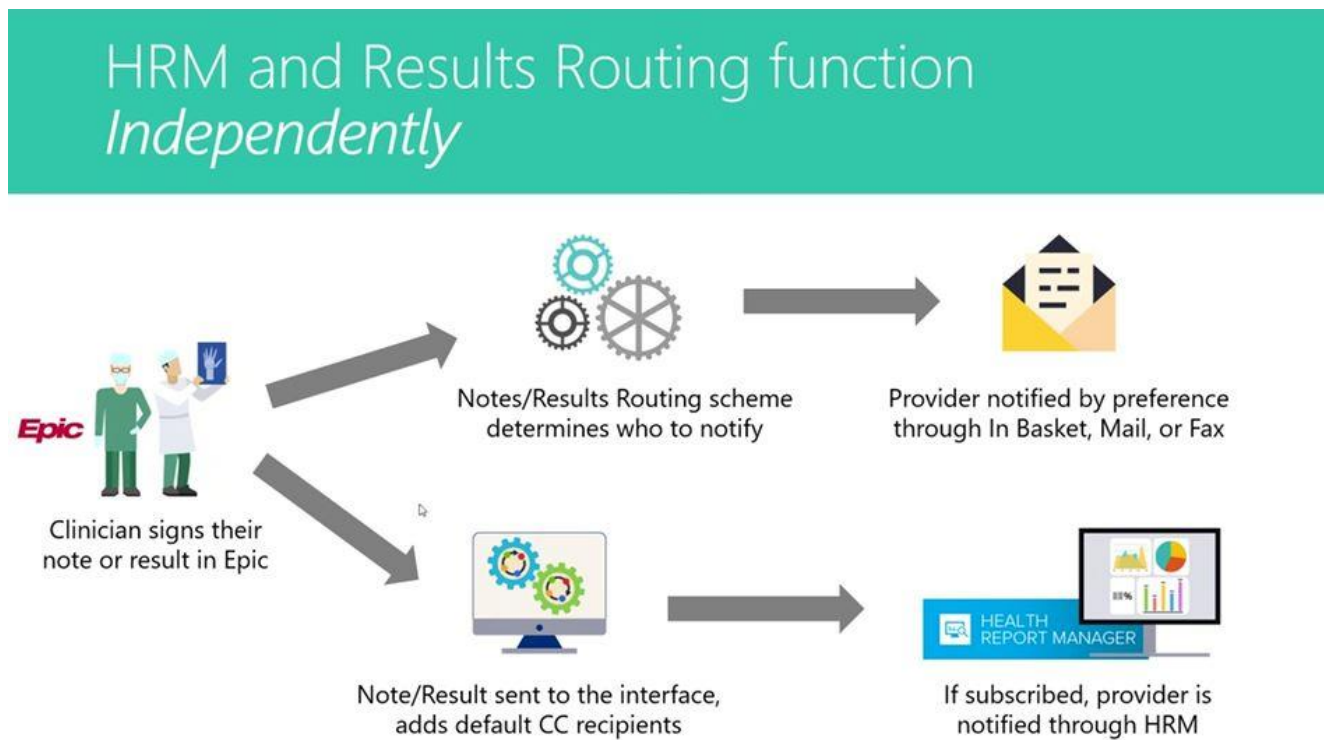 HRM and Results Routing function
Independently
Epic
Clinician signs their
note or result in Epic
Notes/Results Routing scheme
determines who to notify
Provider notified by preference
through In Basket, Mail, or Fax
Note/Result sent to the interface,
adds default CC recipients
HEALTH
REPORT MANAGER
If subscribed, provider is
notified through HRM